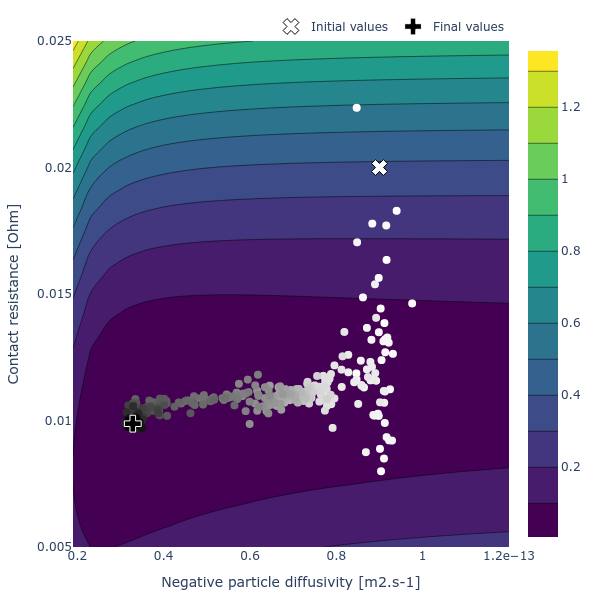 Initial values Final values
0.025
0.02
0.015
0.01
0.005
Contact resistance [Ohm]
0.2 0.4 0.6 0.8 1 1.2e−13
Negative particle diffusivity [m2.s-1]
1.2
1
0.8
0.6
0.4
0.2